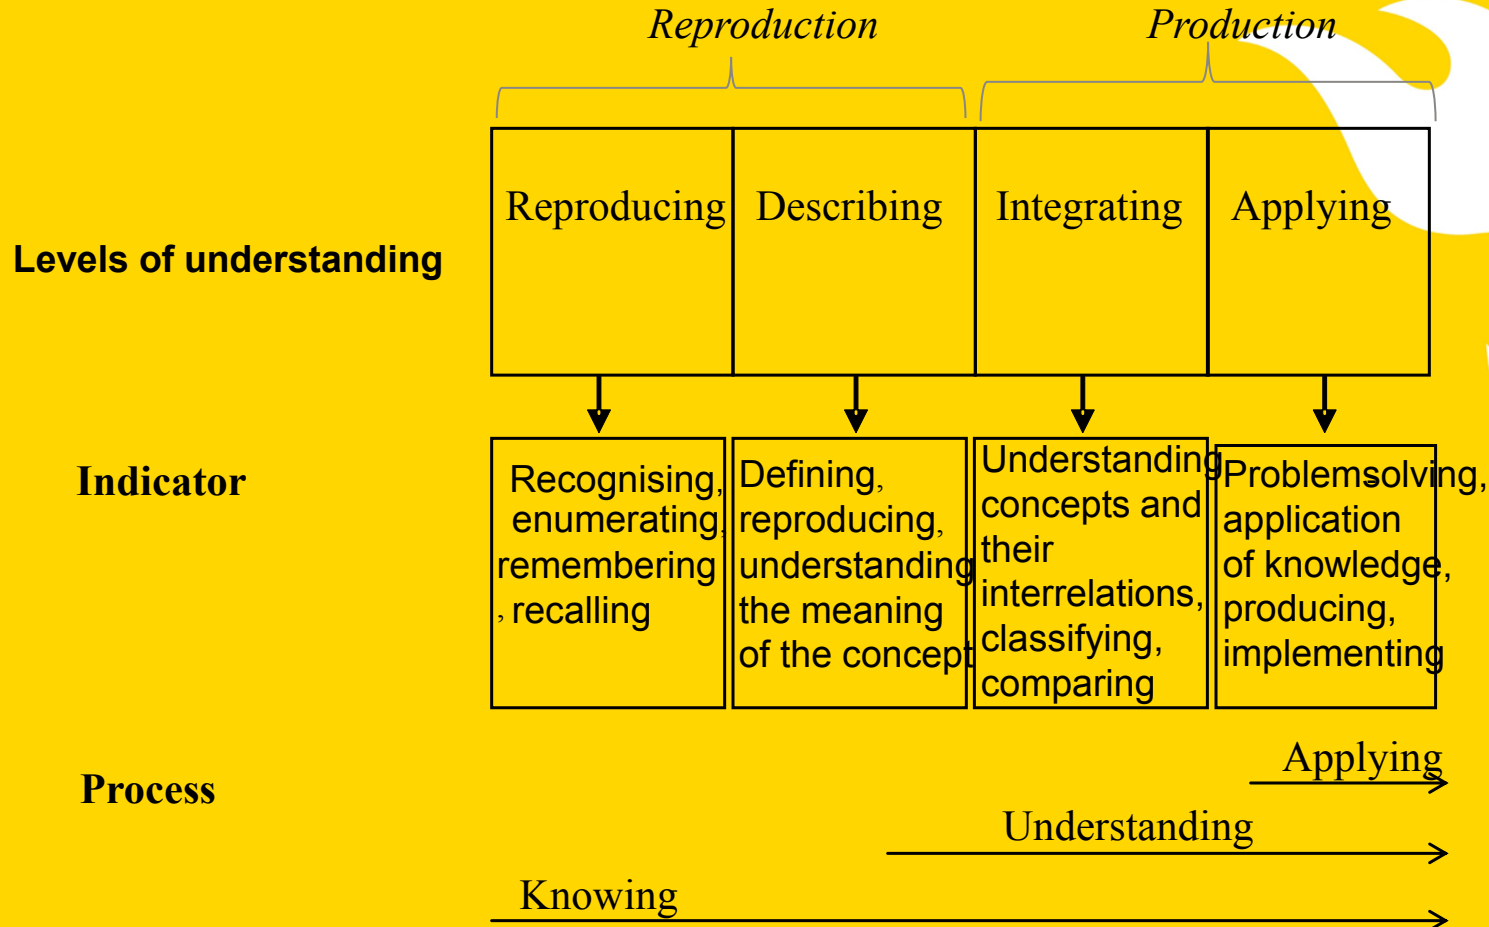 Reproduction
Production
Reproducing
Describing
Integrating
Applying
Levels of understanding
Indicator
Recognising,
enumerating,
remembering
, recalling
Defining,
reproducing,
understanding
the meaning
of the concept
Understanding
concepts and
their
interrelations,
classifying,
comparing
Problem-solving,
application
of knowledge,
producing,
implementing
Process
Applying
Understanding
Knowing